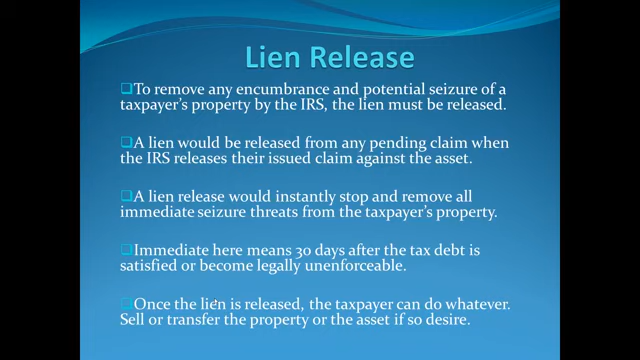 Lien Release
To remove any encumbrance and potential seizure of a
taxpayer's property by the IRS, the lien must be released.
A lien would be released from any pending claim when
the IRS releases their issued claim against the asset.
A lien release would instantly stop and remove all
immediate seizure threats from the taxpayer's property.
Immediate here means 30 days after the tax debt is
satisfied or become legally unenforceable.
Once the lien is released, the taxpayer can do whatever.
Sell or transfer the property or the asset if so desire.